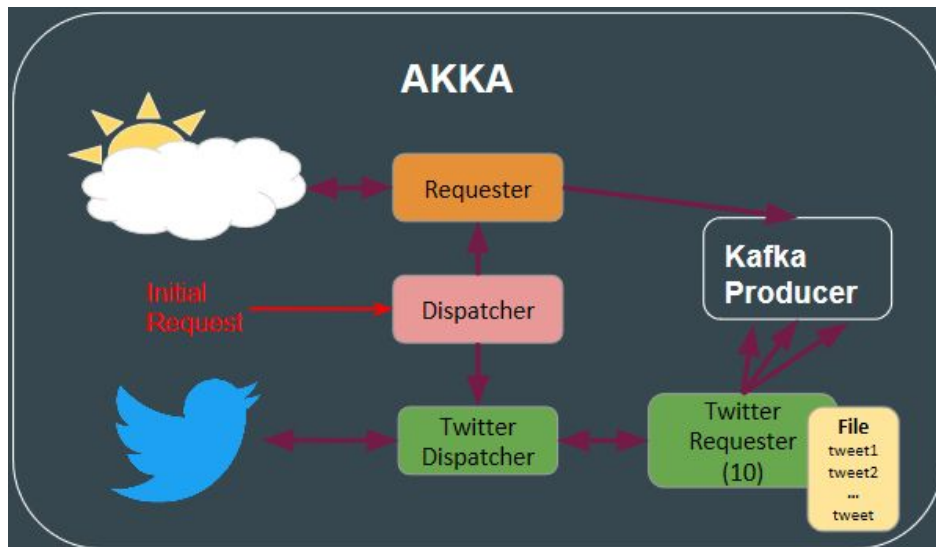 AKKA
Requester
Kafka
Producer
Initial
Request
Dispatcher
Twitter
Dispatcher
Twitter
Requester
(10)
File
tweet1
tweet2
...
tweet